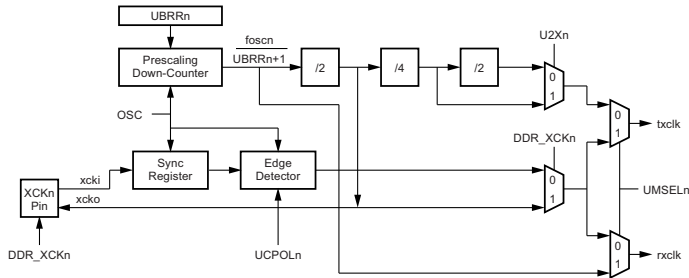 UBRRn
U2Xn
foscn
Prescaling
Down-Counter
UBRRn+1
/2
/4
/2
0
1
OSC
0
1
txclk
DDR_XCKn
Sync
Register
Edge
Detector
xcki
0
1
XCKn
Pin
xcko
UMSELn
DDR_XCKn
UCPOLn
0
1
rxclk